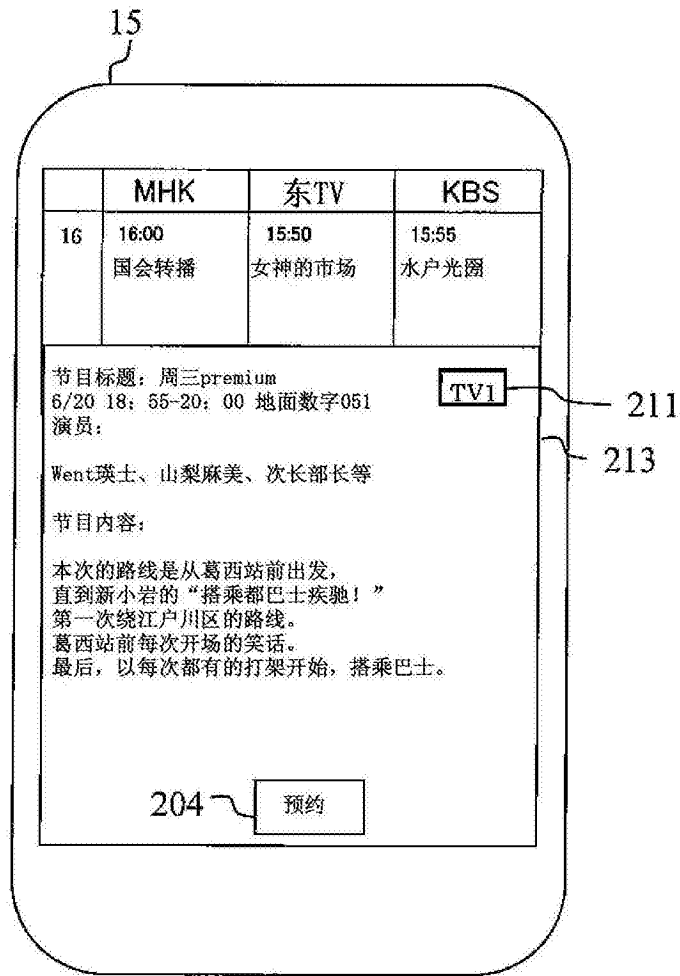 15
MHK 东TV KBS
16 16:00 15:50 15:55
国会转播 女神的市场 水户光圀
节目标题：周三premium
TV1
211
6/20 18：55-20：00 地面数字051
演员：
213
Went瑛士、山梨麻美、次长部长等
节目内容：
本次的路线是从葛西站前出发，
直到新小岩的“搭乘都巴士疾驰！”
第一次绕江户川区的路线。
葛西站前每次开场的笑话。
最后，以每次都有的打架开始，搭乘巴士。
204 预约